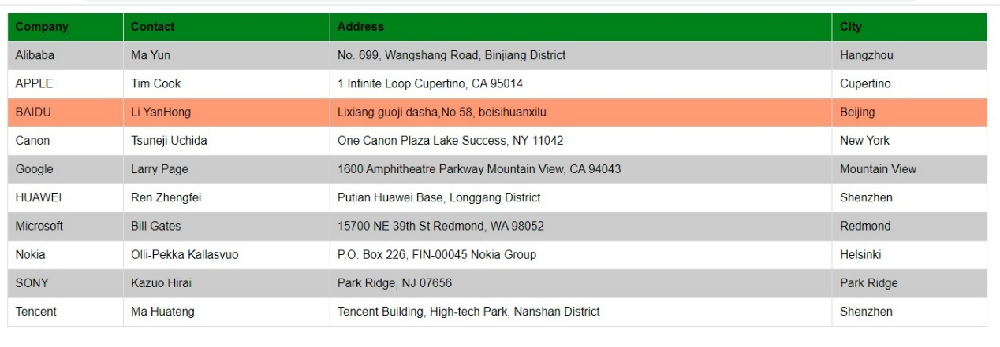 Company Contact Address City
Alibaba Ma Yun No. 699, Wangshang Road, Binjiang District Hangzhou
APPLE Tim Cook 1 Infinite Loop Cupertino, CA 95014 Cupertino
BAIDU Li YanHong Lixiang guoji dasha,No 58, beisihuanxilu Beijing
Canon Tsuneji Uchida One Canon Plaza Lake Success, NY 11042 New York
Google Larry Page 1600 Amphitheatre Parkway Mountain View, CA 94043 Mountain View
HUAWEI Ren Zhengfei Putian Huawei Base, Longgang District Shenzhen
Microsoft Bill Gates 15700 NE 39th St Redmond, WA 98052 Redmond
Nokia Olli-Pekka Kallasvuo P.O. Box 226, FIN-00045 Nokia Group Helsinki
SONY Kazuo Hirai Park Ridge, NJ 07656 Park Ridge
Tencent Ma Huateng Tencent Building, High-tech Park, Nanshan District Shenzhen